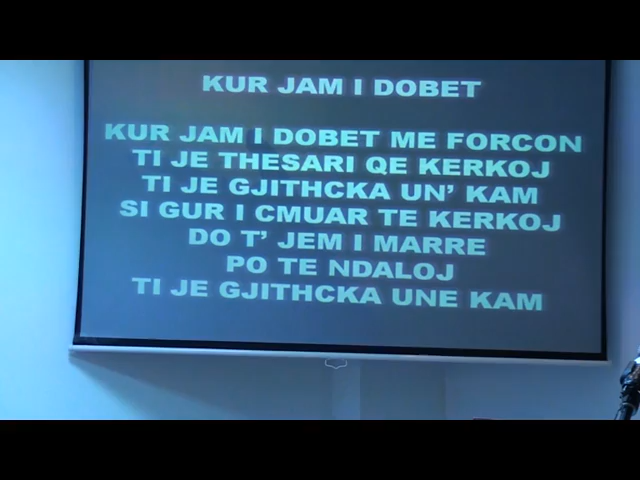 KUR JAM I DOBET
KUR JAM I DOBET ME FORCON
TI JE THESARI QE KERKOJ
TI JE GJITHCKA UN' KAM
SI GUR I CMUAR TE KERKOJ
DO T' JEM I MARRE
PO TE NDALOJ
TI JE GJITHCKA UNE KAM